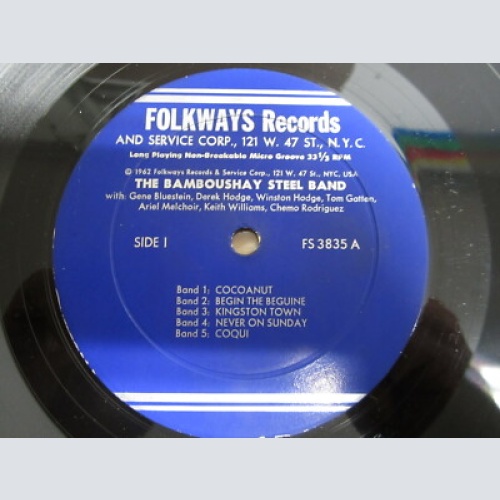 FOLKWAYS Records
AND SERVICE CORP., 121 W. 47 ST., N.Y.C.
Long Playing Non-Breakable Micro Groove 33⅓ RPM
© 1962 Folkways Records & Service Corp., 121 W. 47 St., NYC, USA
THE BAMBOUSHAY STEEL BAND
with: Gene Bluestein, Derek Hodge, Winston Hodge, Tom Gatten,
Ariel Melchoir, Keith Williams, Chemo Rodriguez
SIDE I FS 3835 A
Band 1: COCOANUT
Band 2: BEGIN THE BEGUINE
Band 3: KINGSTON TOWN
Band 4: NEVER ON SUNDAY
Band 5: COQUI